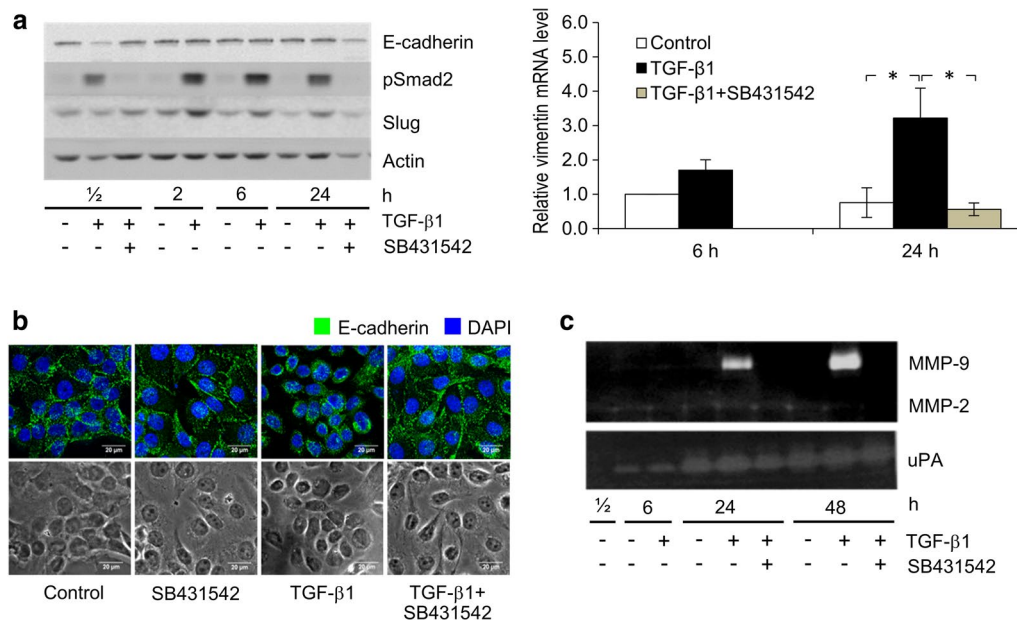 a
E-cadherin
pSmad2
Slug
Actin
½ 2 6 24 h
- + + - + - + - + + TGF-β1
- - + - - - - - - + SB431542
Relative vimentin mRNA level
6.0
5.0
4.0
3.0
2.0
1.0
0.0
Control
TGF-β1
TGF-β1+SB431542
* *
6 h 24 h
b
E-cadherin DAPI
20 µm 20 µm 20 µm 20 µm
20 µm 20 µm 20 µm 20 µm
Control SB431542 TGF-β1 TGF-β1+
SB431542
c
MMP-9
MMP-2
uPA
½ 6 24 48 h
- - + - + + - + + TGF-β1
- - - - - + - - + SB431542